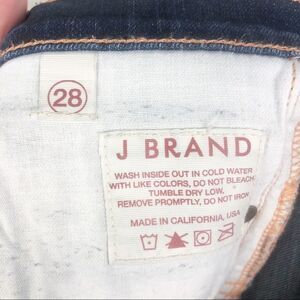 28
J BRAND
WASH INSIDE OUT IN COLD WATER
WITH LIKE COLORS, DO NOT BLEACH,
TUMBLE DRY LOW.
REMOVE PROMPTLY, DO NOT IRON
MADE IN CALIFORNIA, USA